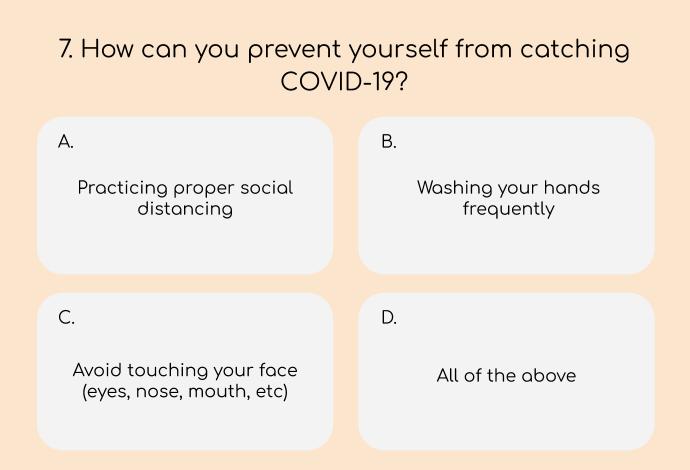 7. How can you prevent yourself from catching
COVID-19?
A.
Practicing proper social
distancing
B.
Washing your hands
frequently
C.
Avoid touching your face
(eyes, nose, mouth, etc)
D.
All of the above